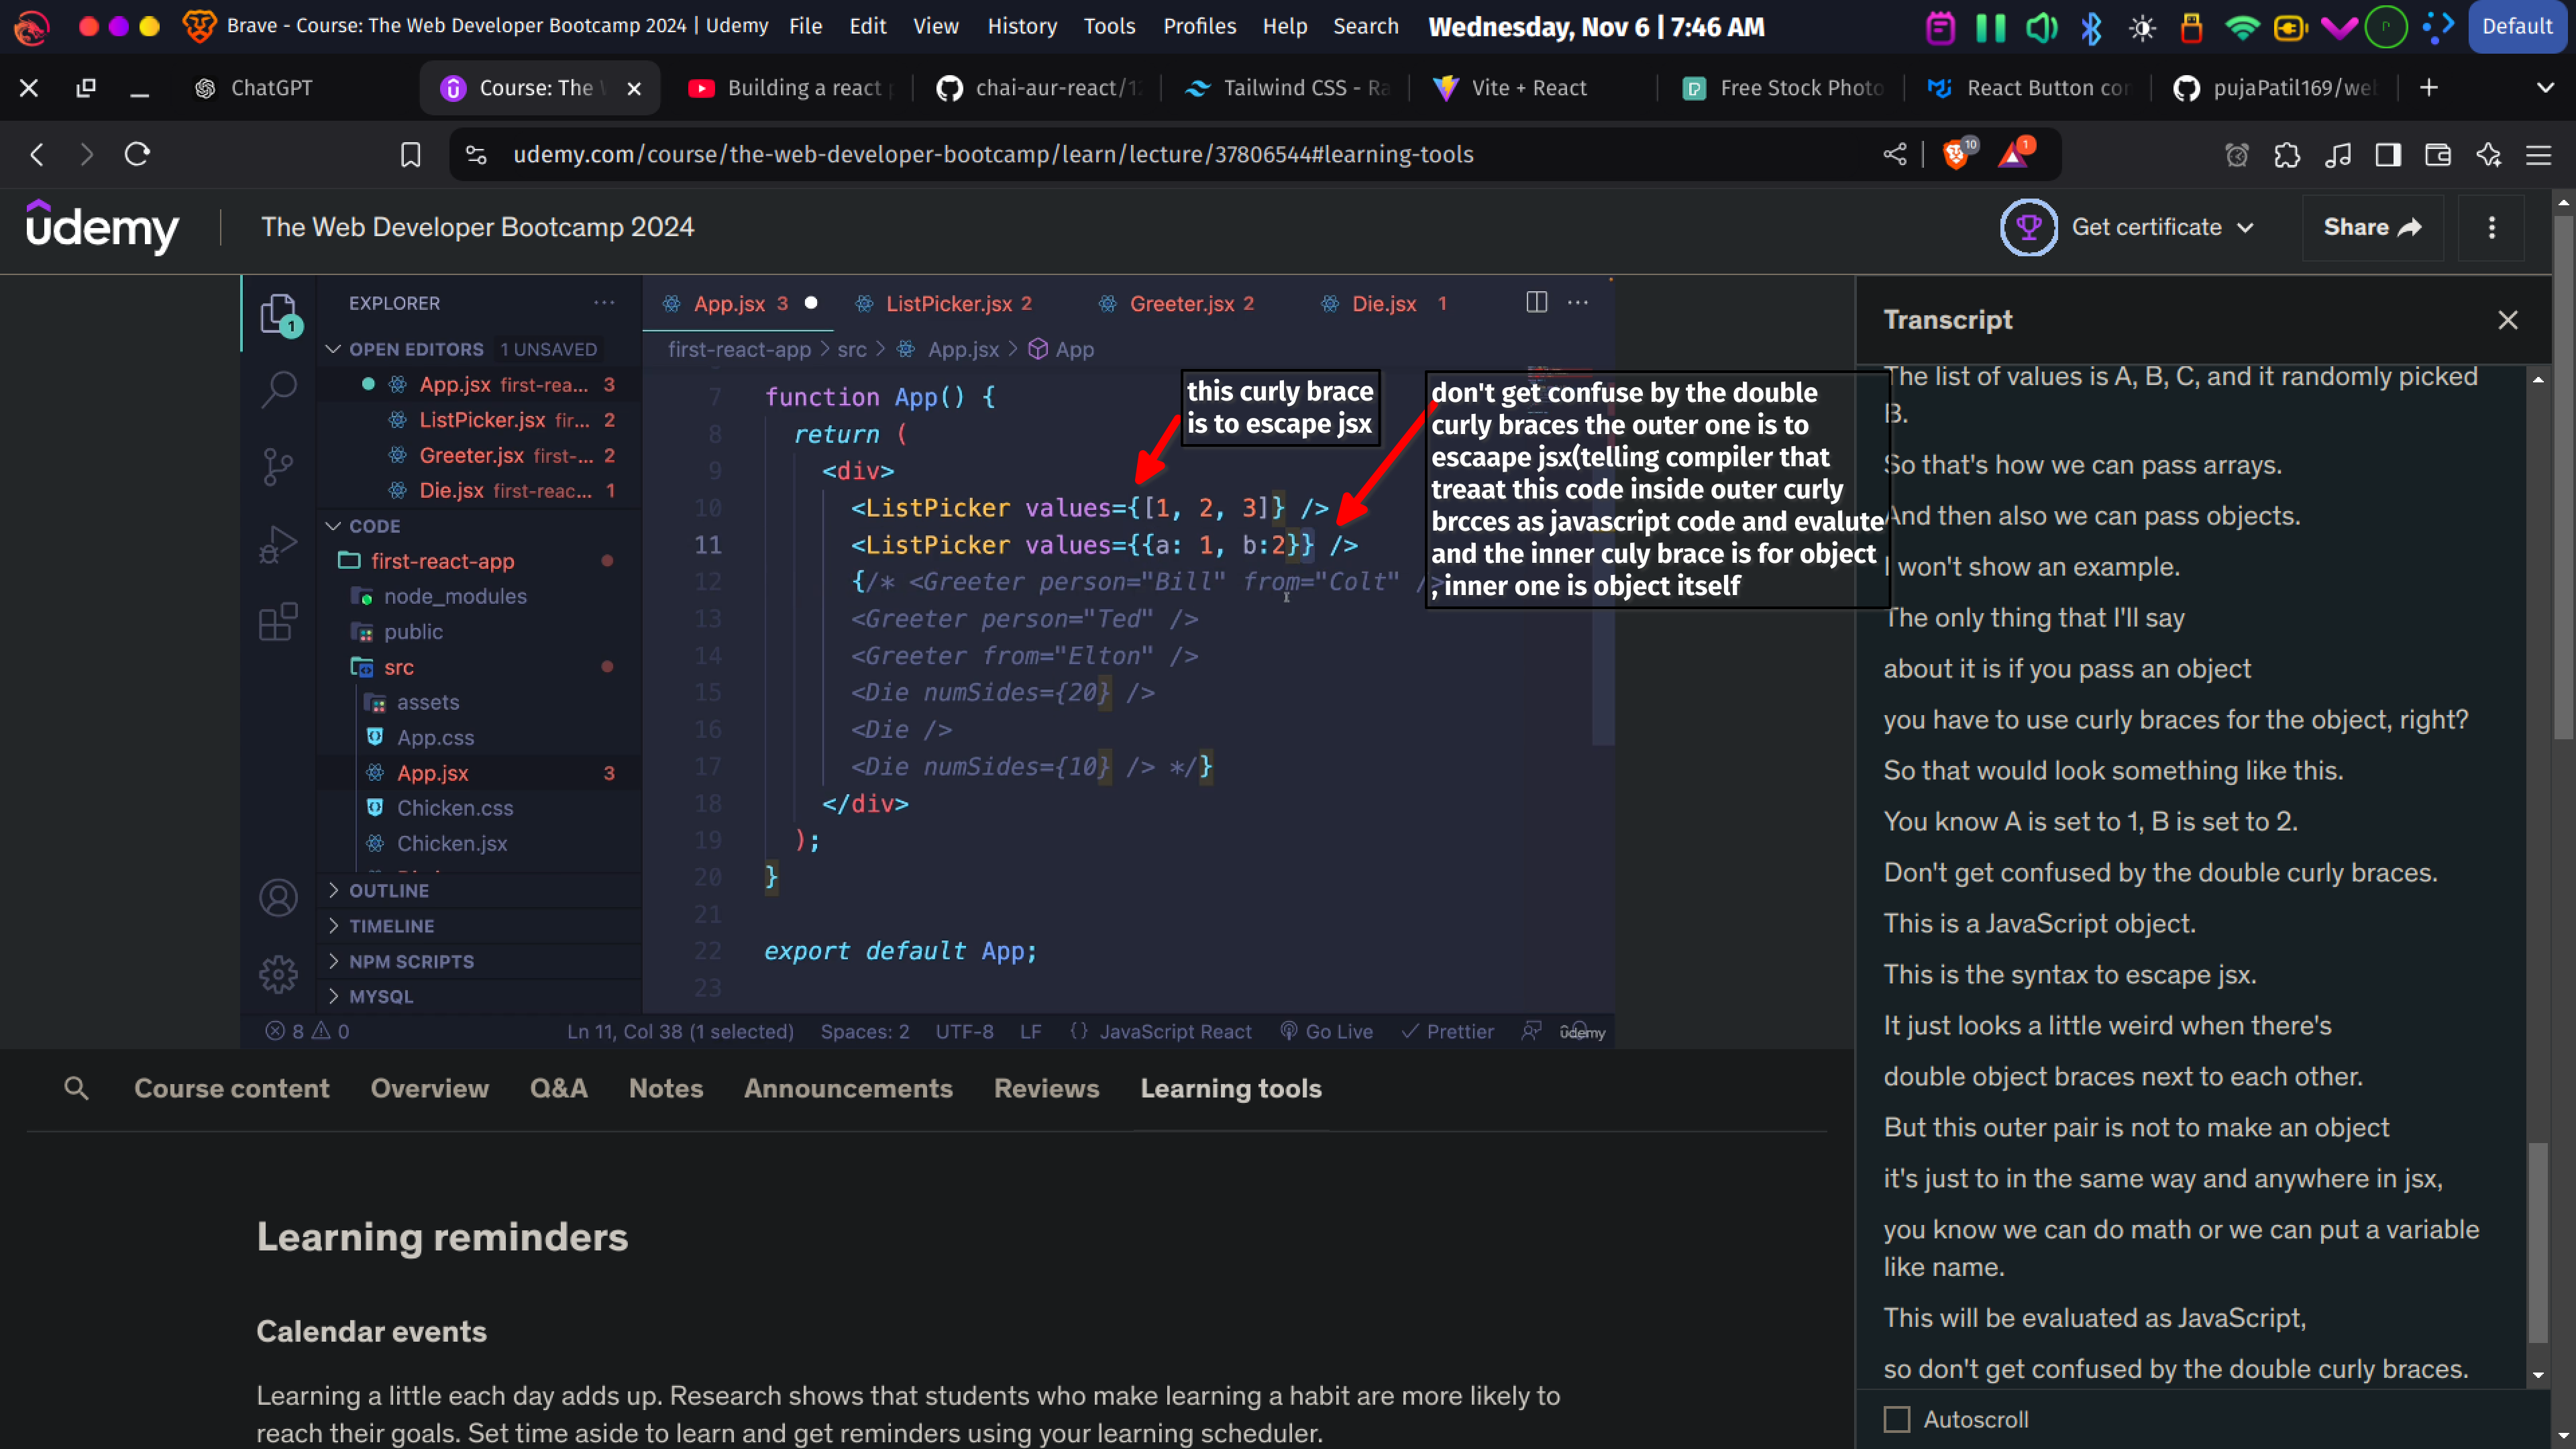 Brave - Course: The Web Developer Bootcamp 2024 | Udemy File Edit View History Tools Profiles Help Search Wednesday, Nov 6 | 7:46 AM P Default
ChatGPT Course: The Building a react chai-aur-react/1 Tailwind CSS - Ra Vite + React Free Stock Photo React Button cor pujaPatil169/we
udemy.com/course/the-web-developer-bootcamp/learn/lecture/37806544#learning-tools 10 1
udemy The Web Developer Bootcamp 2024 Get certificate Share
1
EXPLORER
OPEN EDITORS 1 UNSAVED
App.jsx first-rea... 3
ListPicker.jsx fir... 2
Greeter.jsx first-... 2
Die.jsx first-reac... 1
CODE
first-react-app
node_modules
public
src
assets
App.css
App.jsx 3
Chicken.css
Chicken.jsx
OUTLINE
TIMELINE
NPM SCRIPTS
MYSQL
App.jsx 3 ListPicker.jsx 2 Greeter.jsx 2 Die.jsx 1
first-react-app > src > App.jsx > App
7 function App() {
8 return (
9 <div>
10 <ListPicker values={[1, 2, 3]} />
11 <ListPicker values={{a: 1, b:2}} />
12 {/* <Greeter person="Bill" from="Colt" />
13 <Greeter person="Ted" />
14 <Greeter from="Elton" />
15 <Die numSides={20} />
16 <Die />
17 <Die numSides={10} /> */}
18 </div>
19 );
20 }
21
22 export default App;
23
this curly brace
is to escape jsx
don't get confuse by the double
curly braces the outer one is to
escaape jsx(telling compiler that
treaat this code inside outer curly
brcces as javascript code and evalute
and the inner culy brace is for object
, inner one is object itself
8 0 Ln 11, Col 38 (1 selected) Spaces: 2 UTF-8 LF {} JavaScript React Go Live Prettier udemy
Transcript
The list of values is A, B, C, and it randomly picked
B.
So that's how we can pass arrays.
And then also we can pass objects.
I won't show an example.
The only thing that I'll say
about it is if you pass an object
you have to use curly braces for the object, right?
So that would look something like this.
You know A is set to 1, B is set to 2.
Don't get confused by the double curly braces.
This is a JavaScript object.
This is the syntax to escape jsx.
It just looks a little weird when there's
double object braces next to each other.
But this outer pair is not to make an object
it's just to in the same way and anywhere in jsx,
you know we can do math or we can put a variable
like name.
This will be evaluated as JavaScript,
so don't get confused by the double curly braces.
Autoscroll
Course content Overview Q&A Notes Announcements Reviews Learning tools
Learning reminders
Calendar events
Learning a little each day adds up. Research shows that students who make learning a habit are more likely to
reach their goals. Set time aside to learn and get reminders using your learning scheduler.